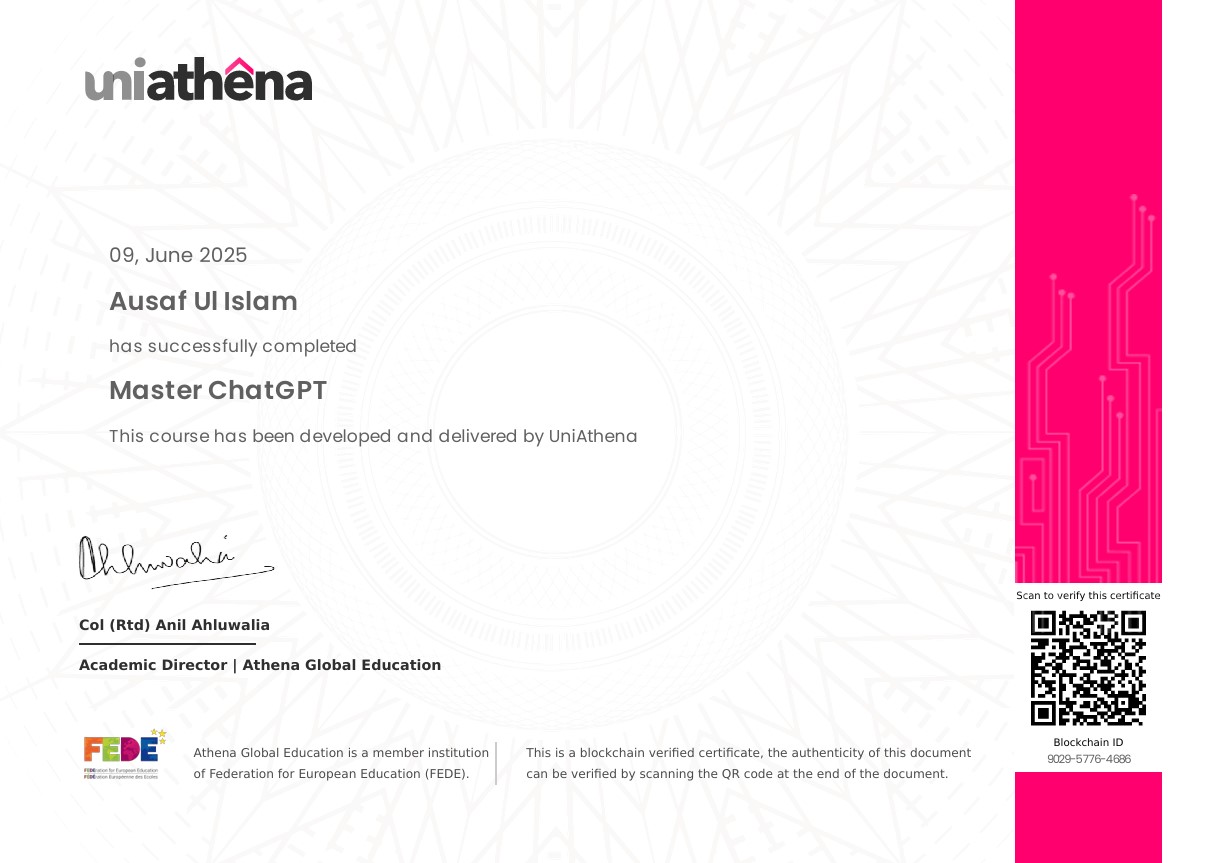 uniathena
09, June 2025
Ausaf Ul Islam
has successfully completed
Master ChatGPT
This course has been developed and delivered by UniAthena
Ahluwalia
Col (Rtd) Anil Ahluwalia
Academic Director | Athena Global Education
FEDE
FEDEration for European Education
FEDEration Européenne des Ecoles
Athena Global Education is a member institution
of Federation for European Education (FEDE).
This is a blockchain verified certificate, the authenticity of this document
can be verified by scanning the QR code at the end of the document.
Scan to verify this certificate
Blockchain ID
9029-5776-4686